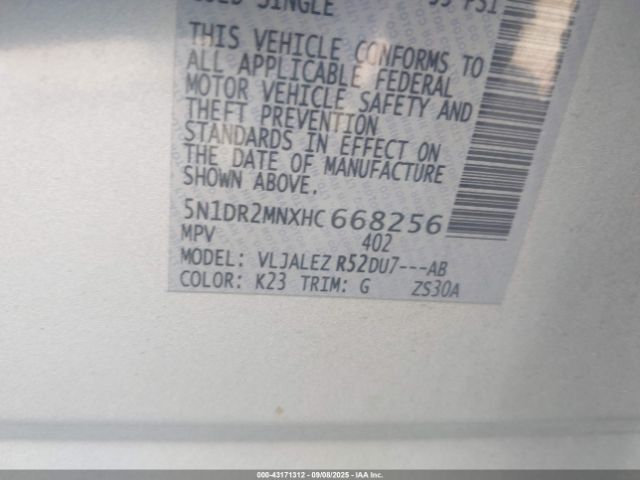 SINGLE
PSI
THIS VEHICLE CONFORMS TO
ALL APPLICABLE FEDERAL
MOTOR VEHICLE SAFETY AND
THEFT PREVENTION
STANDARDS IN EFFECT ON
THE DATE OF MANUFACTURE
SHOWN ABOVE.
5N1DR2MNXHC668256
MPV 402
MODEL: VLJALEZ R52DU7---AB
COLOR: K23 TRIM: G ZS30A
000-43171312 - 09/08/2025 - IAA Inc.